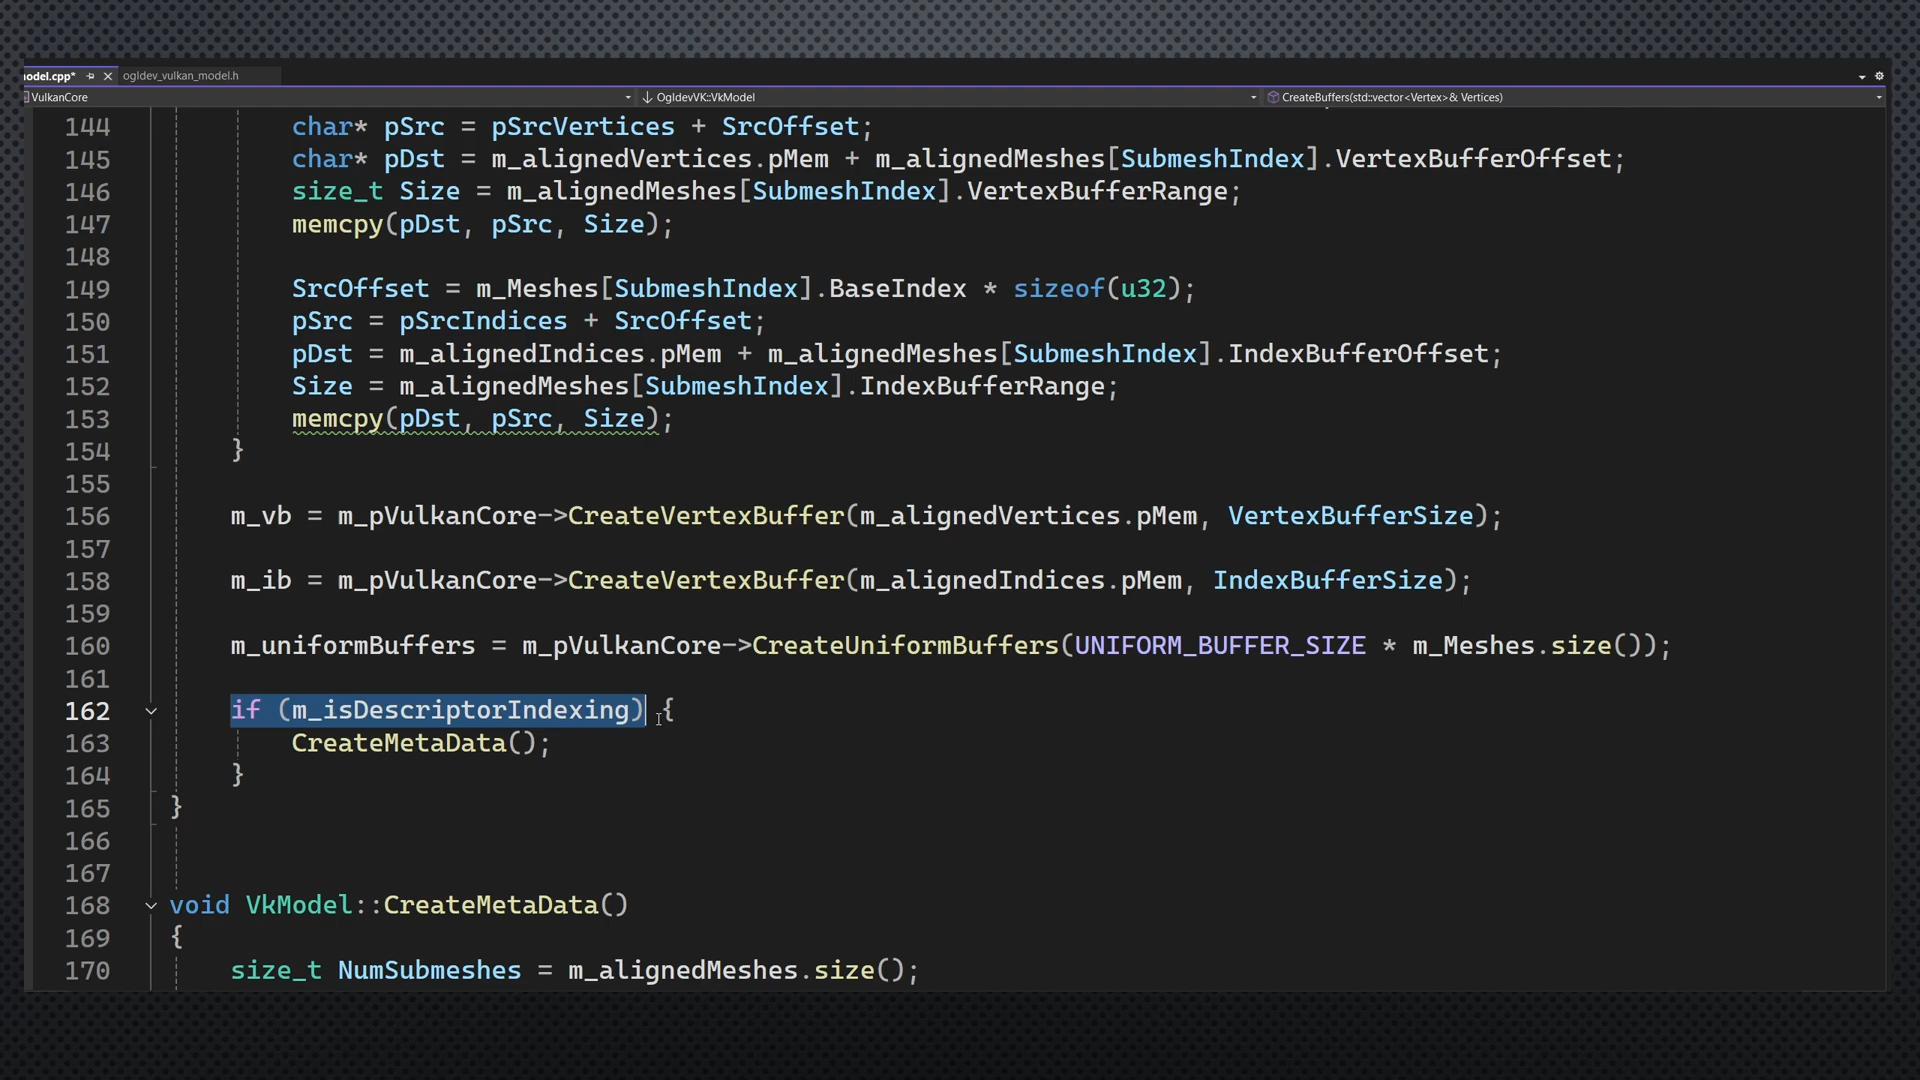 odel.cpp* ogldev_vulkan_model.h
VulkanCore OgldevVK::VkModel CreateBuffers(std::vector<Vertex>& Vertices)
144 char* pSrc = pSrcVertices + SrcOffset;
145 char* pDst = m_alignedVertices.pMem + m_alignedMeshes[SubmeshIndex].VertexBufferOffset;
146 size_t Size = m_alignedMeshes[SubmeshIndex].VertexBufferRange;
147 memcpy(pDst, pSrc, Size);
148
149 SrcOffset = m_Meshes[SubmeshIndex].BaseIndex * sizeof(u32);
150 pSrc = pSrcIndices + SrcOffset;
151 pDst = m_alignedIndices.pMem + m_alignedMeshes[SubmeshIndex].IndexBufferOffset;
152 Size = m_alignedMeshes[SubmeshIndex].IndexBufferRange;
153 memcpy(pDst, pSrc, Size);
154 }
155
156 m_vb = m_pVulkanCore->CreateVertexBuffer(m_alignedVertices.pMem, VertexBufferSize);
157
158 m_ib = m_pVulkanCore->CreateVertexBuffer(m_alignedIndices.pMem, IndexBufferSize);
159
160 m_uniformBuffers = m_pVulkanCore->CreateUniformBuffers(UNIFORM_BUFFER_SIZE * m_Meshes.size());
161
162 if (m_isDescriptorIndexing) {
163 CreateMetaData();
164 }
165 }
166
167
168 void VkModel::CreateMetaData()
169 {
170 size_t NumSubmeshes = m_alignedMeshes.size();